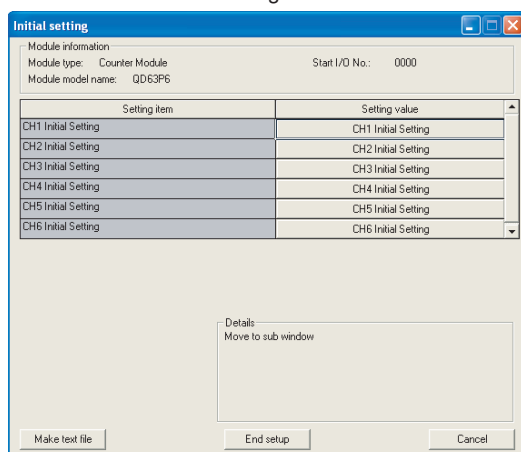 Initial setting
Module information
Module type: Counter Module Start I/O No.: 0000
Module model name: QD63P6
Setting item Setting value
CH1 Initial Setting CH1 Initial Setting
CH2 Initial Setting CH2 Initial Setting
CH3 Initial Setting CH3 Initial Setting
CH4 Initial Setting CH4 Initial Setting
CH5 Initial Setting CH5 Initial Setting
CH6 Initial Setting CH6 Initial Setting
Details
Move to sub window
Make text file End setup Cancel